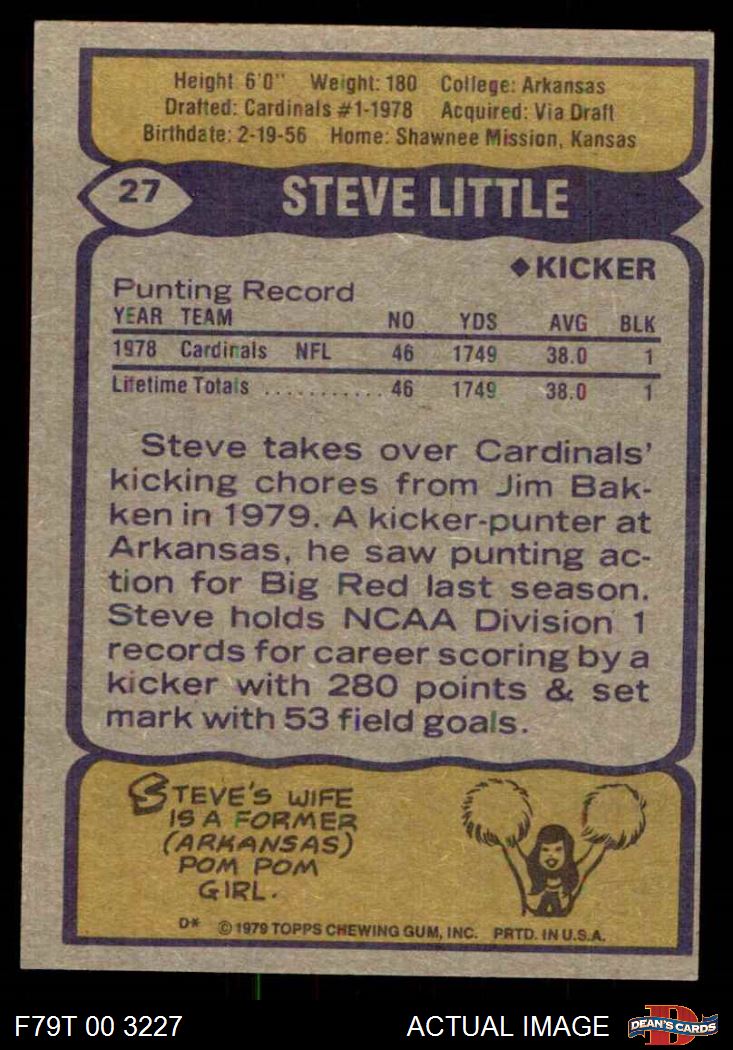 Height 6'0" Weight: 180 College: Arkansas
Drafted: Cardinals #1-1978 Acquired: Via Draft
Birthdate: 2-19-56 Home: Shawnee Mission, Kansas
27 STEVE LITTLE
◆KICKER
Punting Record
YEAR TEAM NO YDS AVG BLK
1978 Cardinals NFL 46 1749 38.0 1
Lifetime Totals ............ 46 1749 38.0 1
Steve takes over Cardinals'
kicking chores from Jim Bak-
ken in 1979. A kicker-punter at
Arkansas, he saw punting ac-
tion for Big Red last season.
Steve holds NCAA Division 1
records for career scoring by a
kicker with 280 points & set
mark with 53 field goals.
STEVE'S WIFE
IS A FORMER
(ARKANSAS)
POM POM
GIRL.
D* © 1979 TOPPS CHEWING GUM, INC. PRTD. IN U.S.A.
F79T 00 3227 ACTUAL IMAGE D DEAN'S CARDS